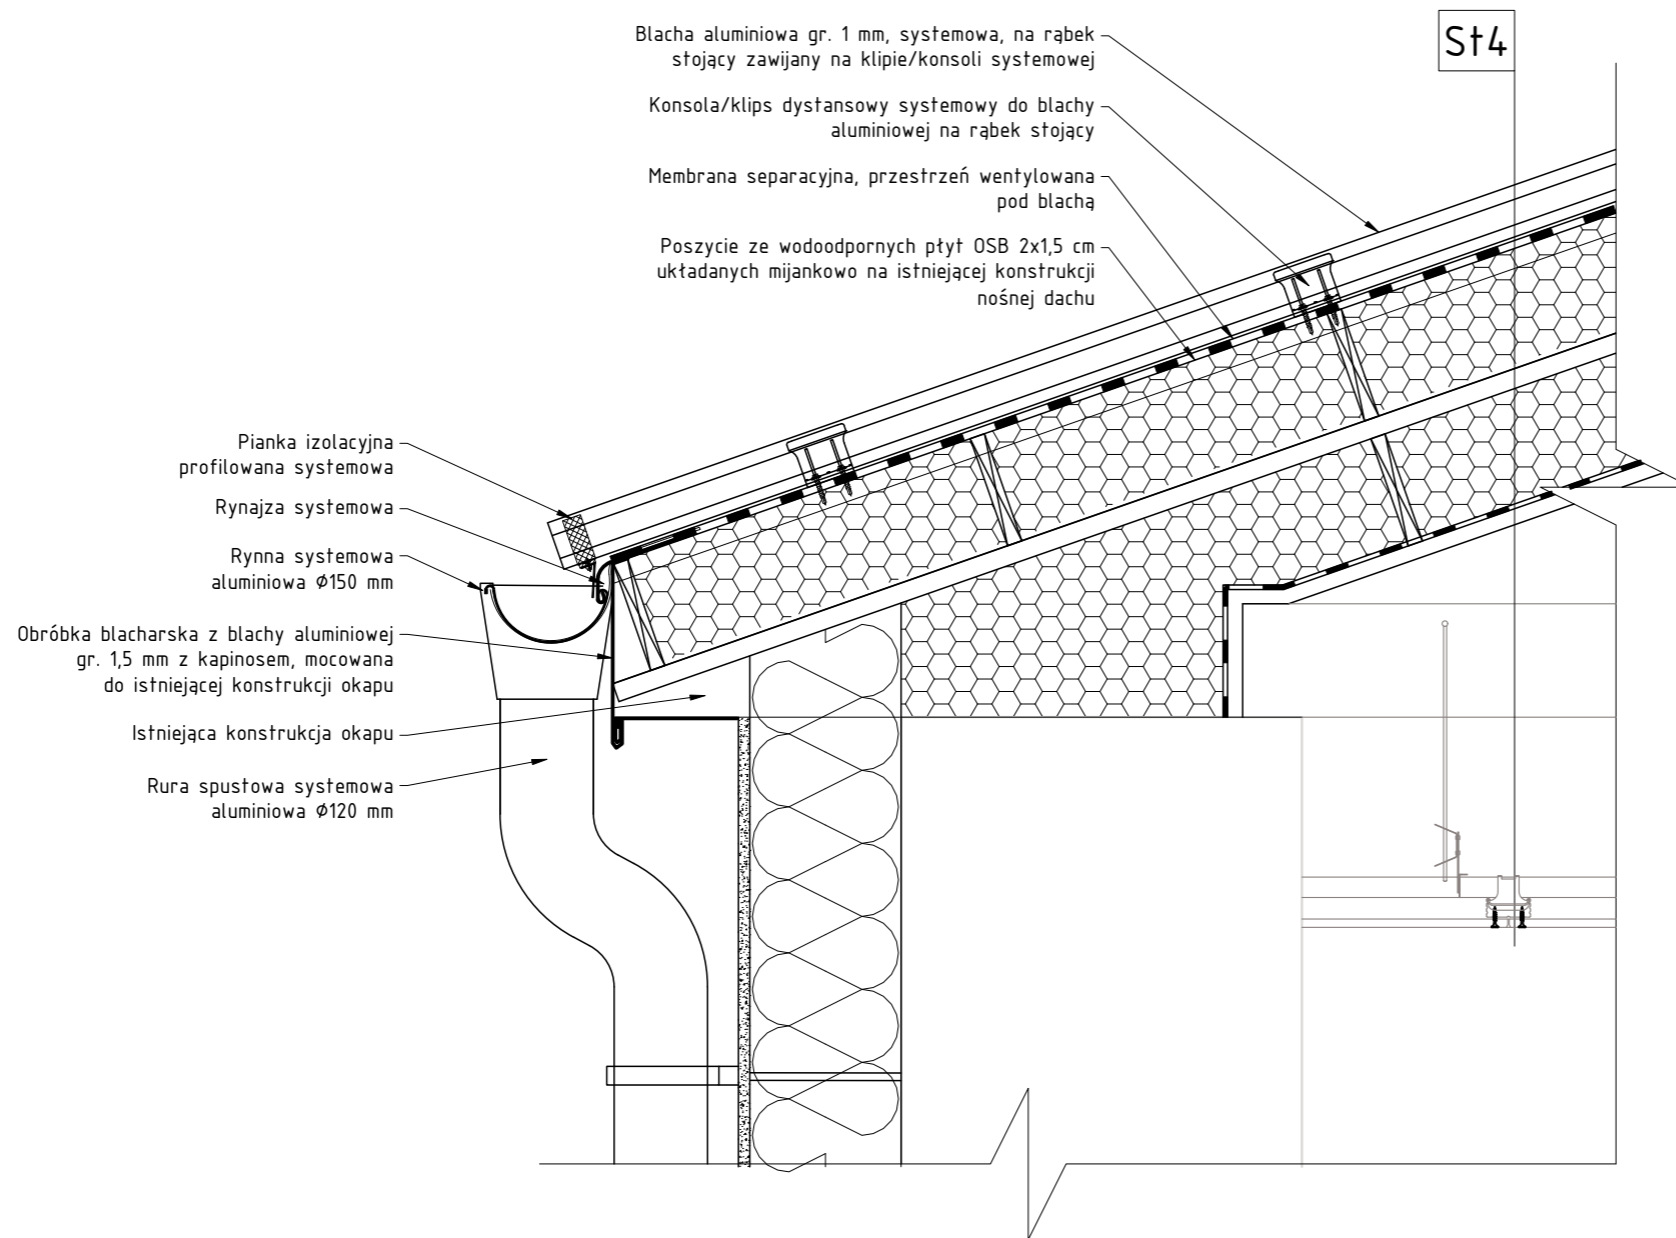 Blacha aluminiowa gr. 1 mm, systemowa, na rąbek
stojący zawijany na klipie/konsoli systemowej
St4
Konsola/klips dystansowy systemowy do blachy
aluminiowej na rąbek stojący
Membrana separacyjna, przestrzeń wentylowana
pod blachą
Poszycie ze wodoodpornych płyt OSB 2x1,5 cm
układanych mijankowo na istniejącej konstrukcji
nośnej dachu
Pianka izolacyjna
profilowana systemowa
Rynajza systemowa
Rynna systemowa
aluminiowa Ø150 mm
Obróbka blacharska z blachy aluminiowej
gr. 1,5 mm z kapinosem, mocowana
do istniejącej konstrukcji okapu
Istniejąca konstrukcja okapu
Rura spustowa systemowa
aluminiowa Ø120 mm